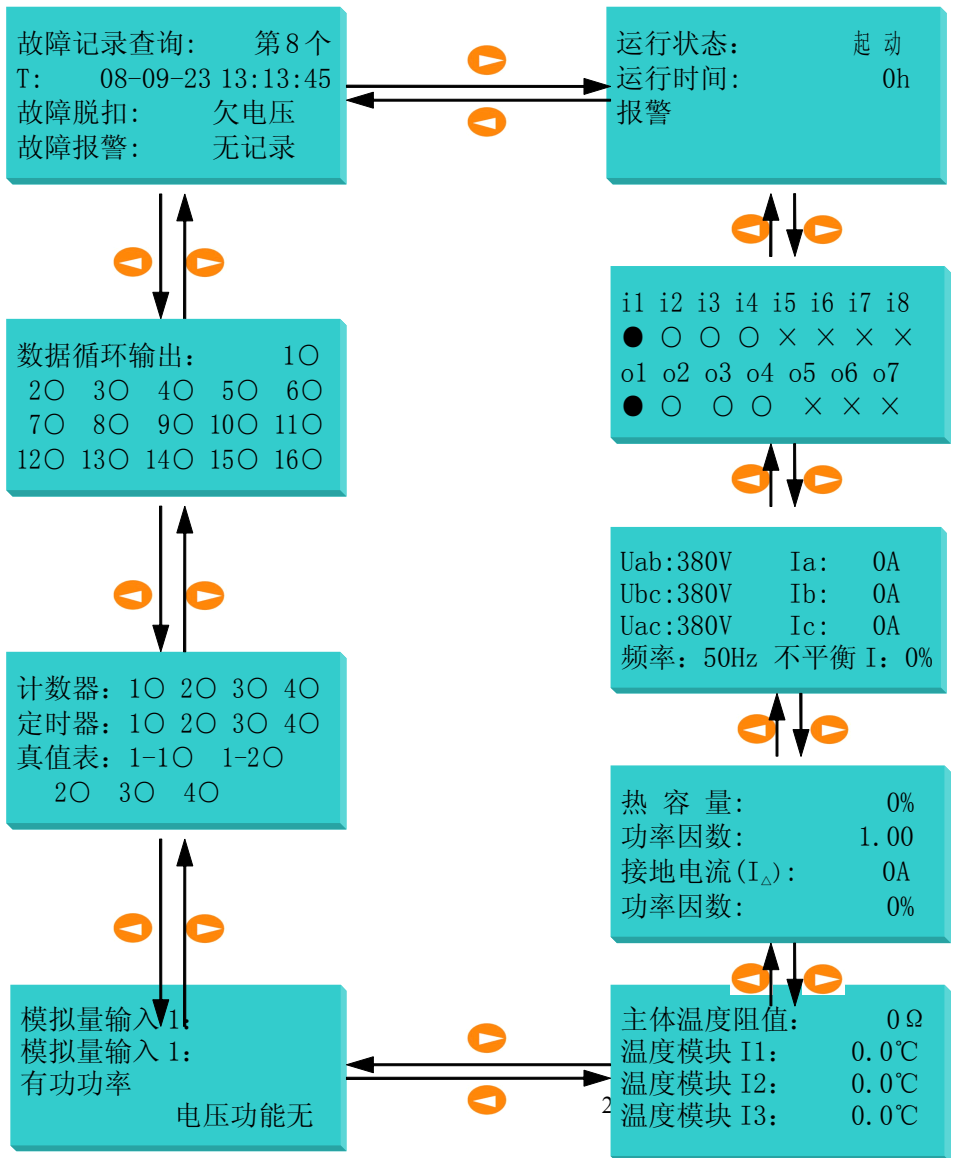 故障记录查询: 第8个
T: 08-09-23 13:13:45
故障脱扣: 欠电压
故障报警: 无记录
运行状态: 起 动
运行时间: 0h
报警
i1 i2 i3 i4 i5 i6 i7 i8
● ○ ○ ○ × × × ×
o1 o2 o3 o4 o5 o6 o7
● ○ ○ ○ × × ×
数据循环输出: 1○
2○ 3○ 4○ 5○ 6○
7○ 8○ 9○ 10○ 11○
12○ 13○ 14○ 15○ 16○
Uab:380V Ia: 0A
Ubc:380V Ib: 0A
Uac:380V Ic: 0A
频率: 50Hz 不平衡 I: 0%
计数器: 1○ 2○ 3○ 4○
定时器: 1○ 2○ 3○ 4○
真值表: 1-1○ 1-2○
2○ 3○ 4○
热 容 量: 0%
功率因数: 1.00
接地电流(I△): 0A
功率因数: 0%
模拟量输入 1:
模拟量输入 1:
有功功率
电压功能无
主体温度阻值: 0Ω
温度模块 I1: 0.0℃
温度模块 I2: 0.0℃
温度模块 I3: 0.0℃
2